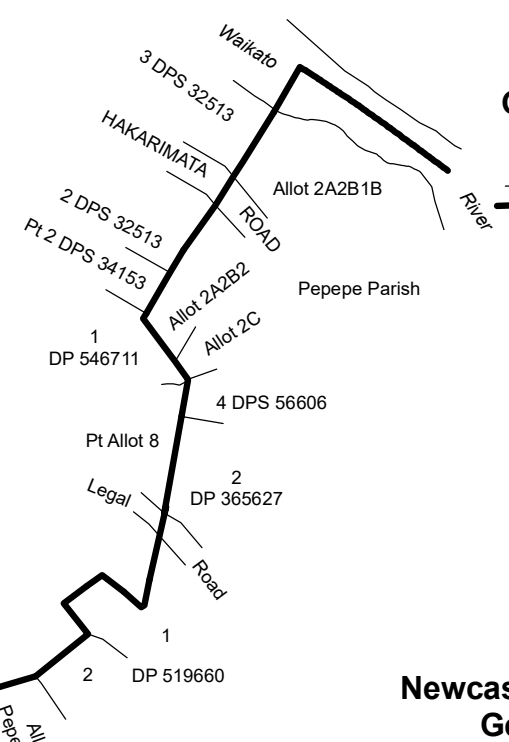 Waikato
3 DPS 32513
HAKARIMATA
ROAD
Allot 2A2B1B
River
2 DPS 32513
Pt 2 DPS 34153
Allot 2A2B2
Pepepe Parish
Allot 2C
1
DP 546711
4 DPS 56606
Pt Allot 8
2
DP 365627
Legal
Road
1
2
DP 519660